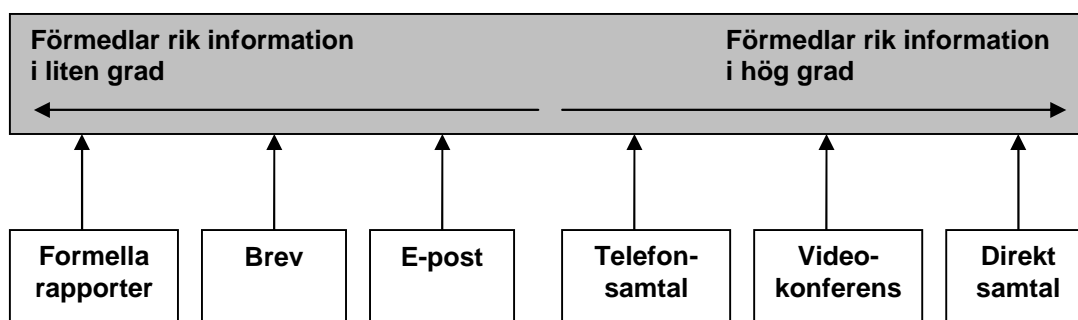 Förmedlar rik information
i liten grad
Förmedlar rik information
i hög grad
Formella
rapporter
Brev
E-post
Telefon-
samtal
Video-
konferens
Direkt
samtal